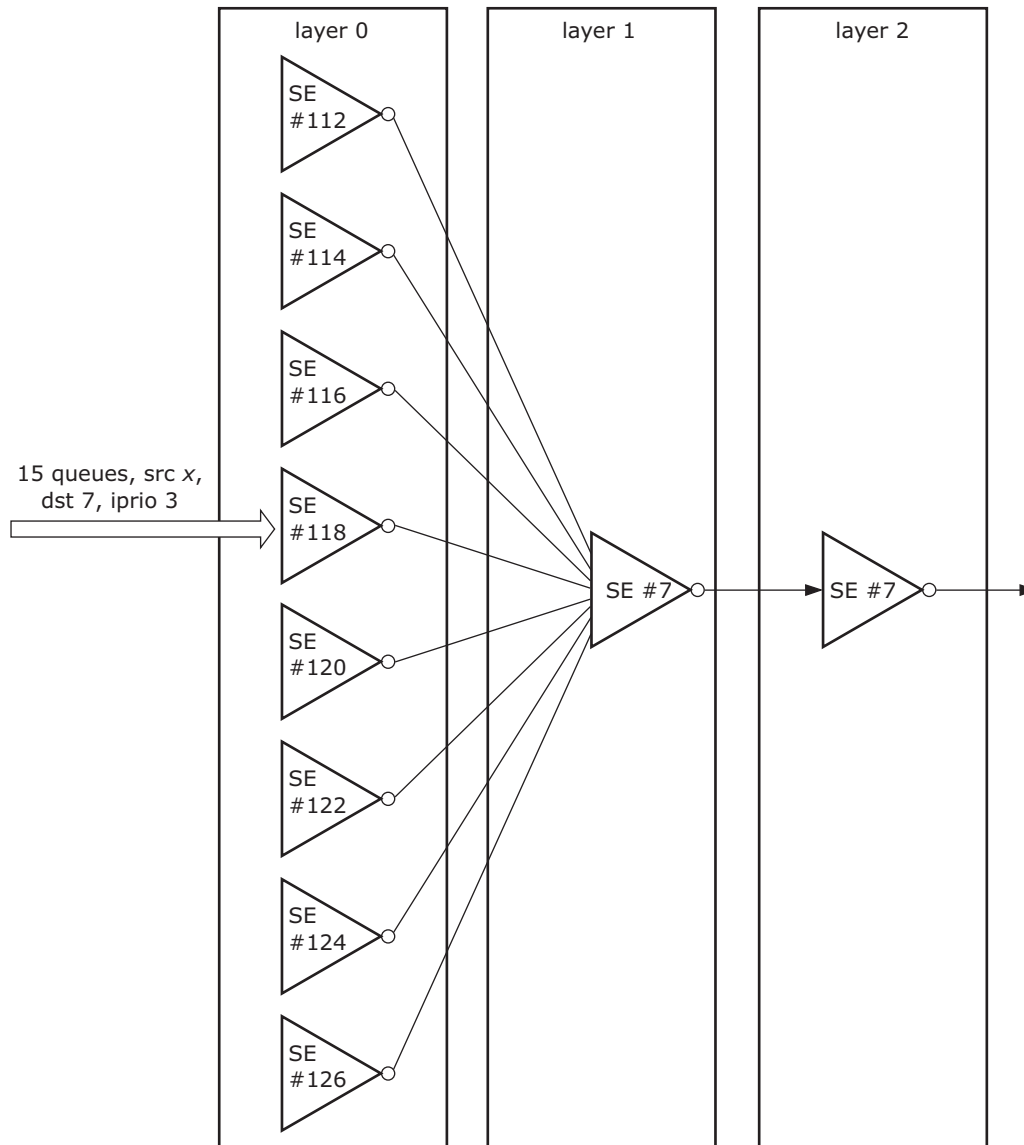 layer 0
layer 1
layer 2
SE
#112
SE
#114
SE
#116
15 queues, src x,
dst 7, iprio 3
SE
#118
SE #7
SE #7
SE
#120
SE
#122
SE
#124
SE
#126